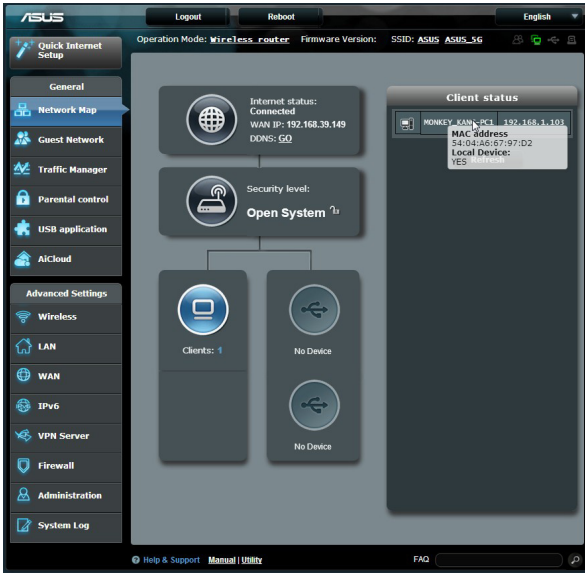 ASUS
Logout
Reboot
English
Quick Internet
Setup
Operation Mode: Wireless router Firmware Version: SSID: ASUS ASUS_5G
General
Network Map
Guest Network
Traffic Manager
Parental control
USB application
AiCloud
Advanced Settings
Wireless
LAN
WAN
IPv6
VPN Server
Firewall
Administration
System Log
Internet status:
Connected
WAN IP: 192.168.39.149
DDNS: GO
Security level:
Open System
Clients: 1
No Device
No Device
Client status
192.168.1.103
MAC address
54:04:A6:67:97:D2
Local Device:
YES
Refresh
Help & Support Manual | Utility
FAQ